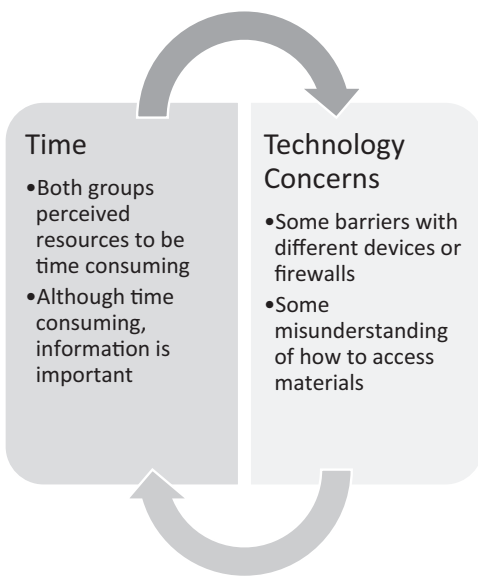 Time
•Both groups
perceived
resources to be
time consuming
•Although time
consuming,
information is
important
Technology
Concerns
•Some barriers with
different devices or
firewalls
•Some
misunderstanding
of how to access
materials